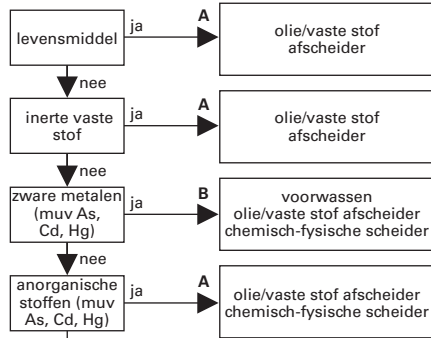 levensmiddel
ja
A
olie/vaste stof
afscheider
nee
inerte vaste
stof
ja
A
olie/vaste stof
afscheider
nee
zware metalen
(muv As,
Cd, Hg)
ja
B
voorwassen
olie/vaste stof afscheider
chemisch-fysische scheider
nee
anorganische
stoffen (muv
As, Cd, Hg)
ja
A
olie/vaste stof afscheider
chemisch-fysische scheider